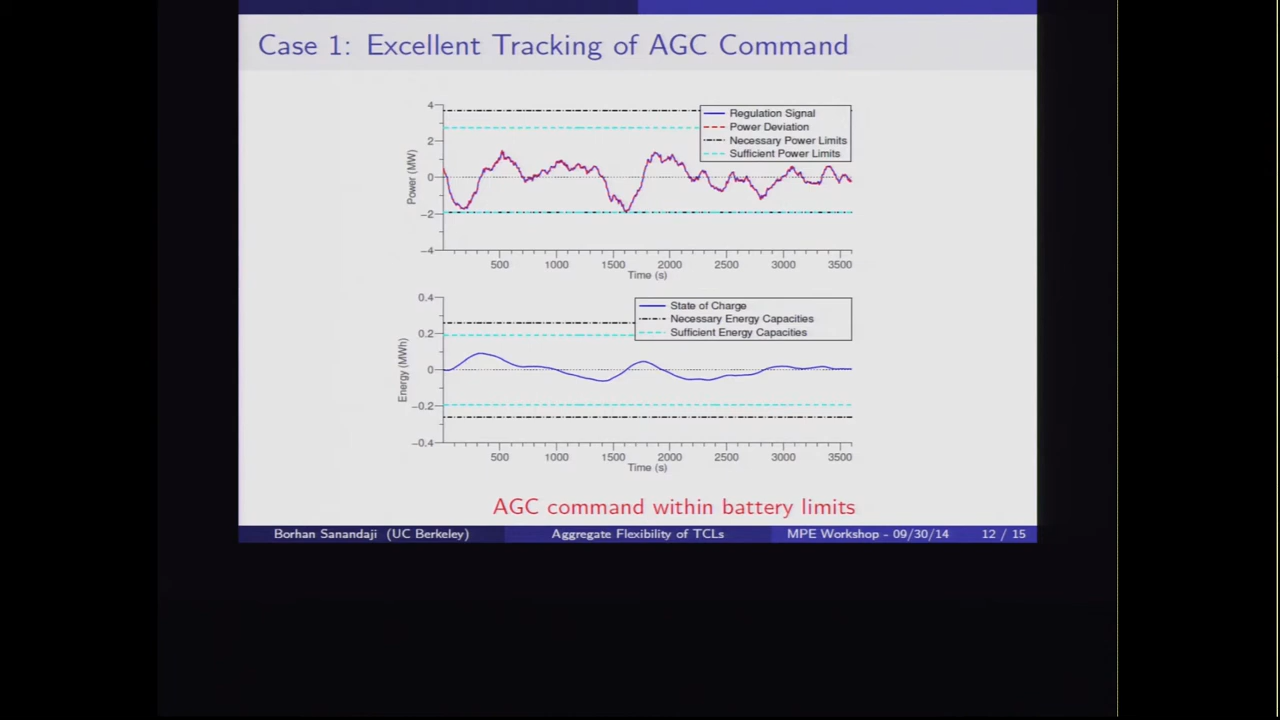 Case 1: Excellent Tracking of AGC Command
4
2
0
−2
−4
Power (MW)
Regulation Signal
Power Deviation
Necessary Power Limits
Sufficient Power Limits
500 1000 1500 2000 2500 3000 3500
Time (s)
0.4
0.2
0
−0.2
−0.4
Energy (MWh)
State of Charge
Necessary Energy Capacities
Sufficient Energy Capacities
500 1000 1500 2000 2500 3000 3500
Time (s)
AGC command within battery limits
Borhan Sanandaji (UC Berkeley) Aggregate Flexibility of TCLs MPE Workshop - 09/30/14 12 / 15